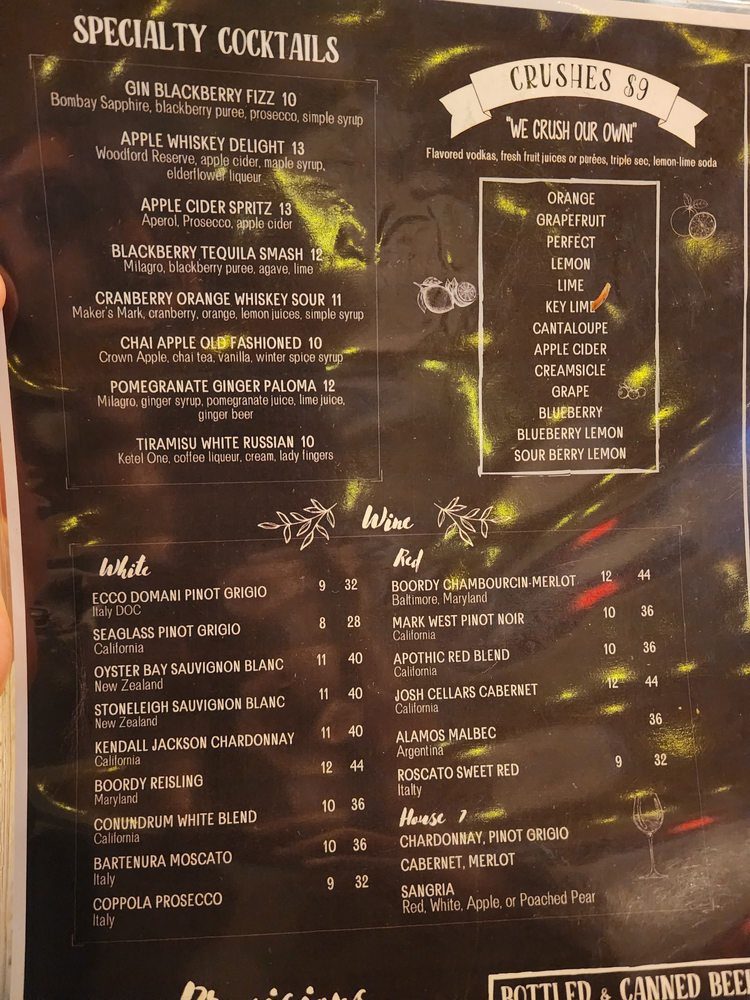 SPECIALTY COCKTAILS
GIN BLACKBERRY FIZZ 10
Bombay Sapphire, blackberry puree, prosecco, simple syrup
APPLE WHISKEY DELIGHT 13
Woodford Reserve, apple cider, maple syrup,
elderflower liqueur
APPLE CIDER SPRITZ 13
Aperol, Prosecco, apple cider
BLACKBERRY TEQUILA SMASH 12
Milagro, blackberry puree, agave, lime
CRANBERRY ORANGE WHISKEY SOUR 11
Maker's Mark, cranberry, orange, lemon juices, simple syrup
CHAI APPLE OLD FASHIONED 10
Crown Apple, chai tea, vanilla, winter spice syrup
POMEGRANATE GINGER PALOMA 12
Milagro, ginger syrup, pomegranate juice, lime juice,
ginger beer
TIRAMISU WHITE RUSSIAN 10
Ketel One, coffee liqueur, cream, lady fingers
CRUSHES $9
"WE CRUSH OUR OWN!"
Flavored vodkas, fresh fruit juices or purées, triple sec, lemon-lime soda
ORANGE
GRAPEFRUIT
PERFECT
LEMON
LIME
KEY LIME
CANTALOUPE
APPLE CIDER
CREAMSICLE
GRAPE
BLUEBERRY
BLUEBERRY LEMON
SOUR BERRY LEMON
Wine
White
ECCO DOMANI PINOT GRIGIO 9 32
Italy DOC
SEAGLASS PINOT GRIGIO 8 28
California
OYSTER BAY SAUVIGNON BLANC 11 40
New Zealand
STONELEIGH SAUVIGNON BLANC 11 40
New Zealand
KENDALL JACKSON CHARDONNAY 11 40
California
BOORDY REISLING 12 44
Maryland
CONUNDRUM WHITE BLEND 10 36
California
BARTENURA MOSCATO 10 36
Italy
COPPOLA PROSECCO 9 32
Italy
Red
BOORDY CHAMBOURCIN-MERLOT 12 44
Baltimore, Maryland
MARK WEST PINOT NOIR 10 36
California
APOTHIC RED BLEND 10 36
California
JOSH CELLARS CABERNET 12 44
California
ALAMOS MALBEC 36
Argentina
ROSCATO SWEET RED 9 32
Italty
House 7
CHARDONNAY, PINOT GRIGIO
CABERNET, MERLOT
SANGRIA
Red, White, Apple, or Poached Pear
BOTTLED & CANNED BEE